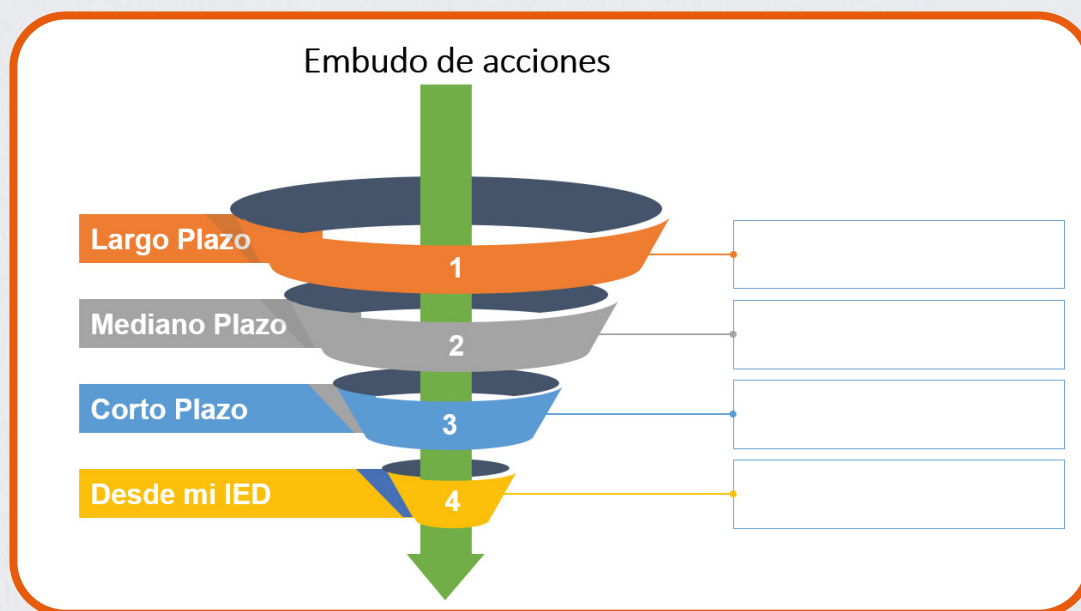 Embudo de acciones
Largo Plazo
1
Mediano Plazo
2
Corto Plazo
3
Desde mi IED
4